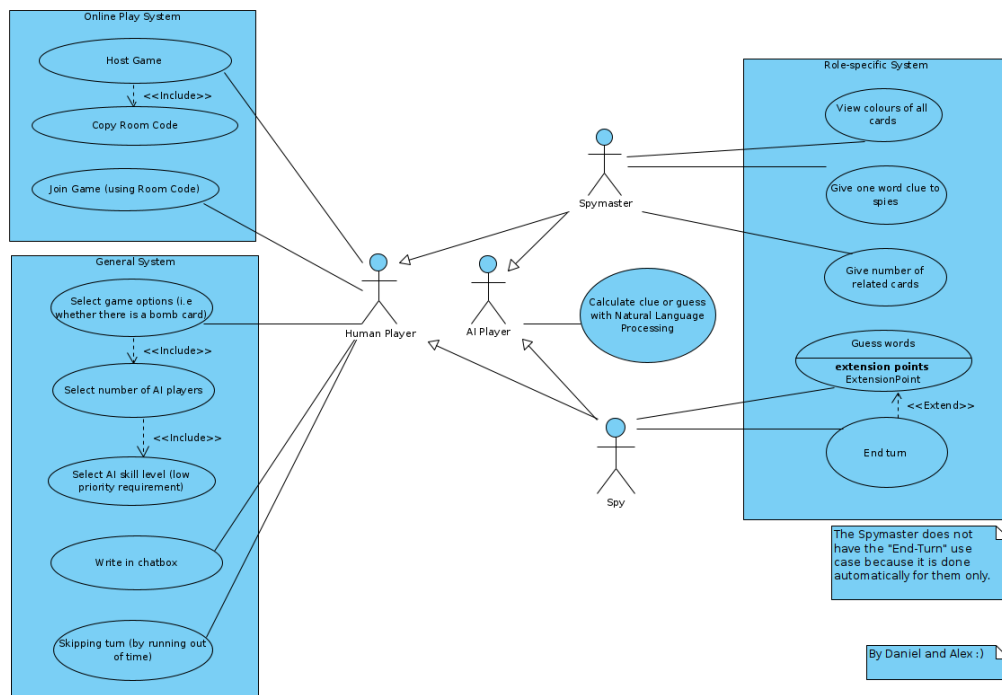 Online Play System
Host Game
<<Include>>
Copy Room Code
Join Game (using Room Code)
General System
Select game options (i.e
whether there is a bomb card)
<<Include>>
Select number of AI players
<<Include>>
Select AI skill level (low
priority requirement)
Write in chatbox
Skipping turn (by running out
of time)
Human Player
AI Player
Spymaster
Calculate clue or guess
with Natural Language
Processing
Spy
Role-specific System
View colours of all
cards
Give one word clue to
spies
Give number of
related cards
Guess words
extension points
ExtensionPoint
<<Extend>>
End turn
The Spymaster does not
have the "End-Turn" use
case because it is done
automatically for them only.
By Daniel and Alex :)